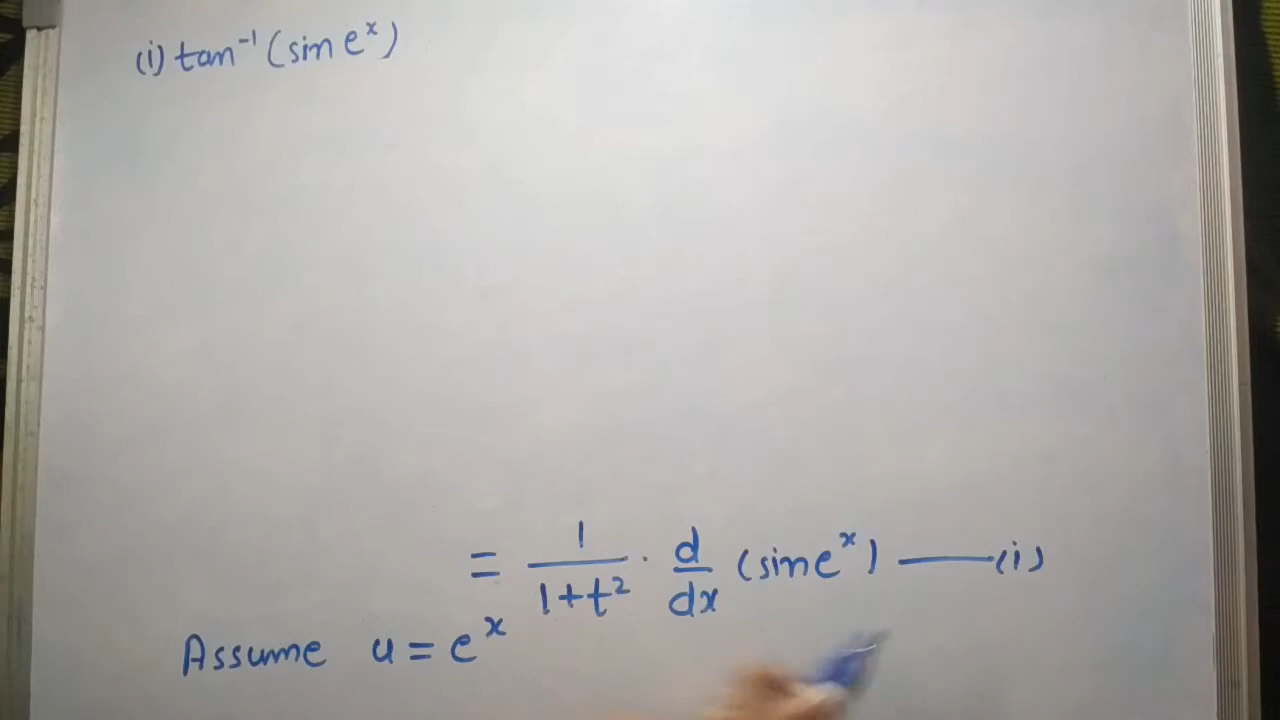 (i) tan⁻¹ (sin eˣ)
= 1/(1+t²) · d/dx (sin eˣ) —— (i)
Assume u = eˣ